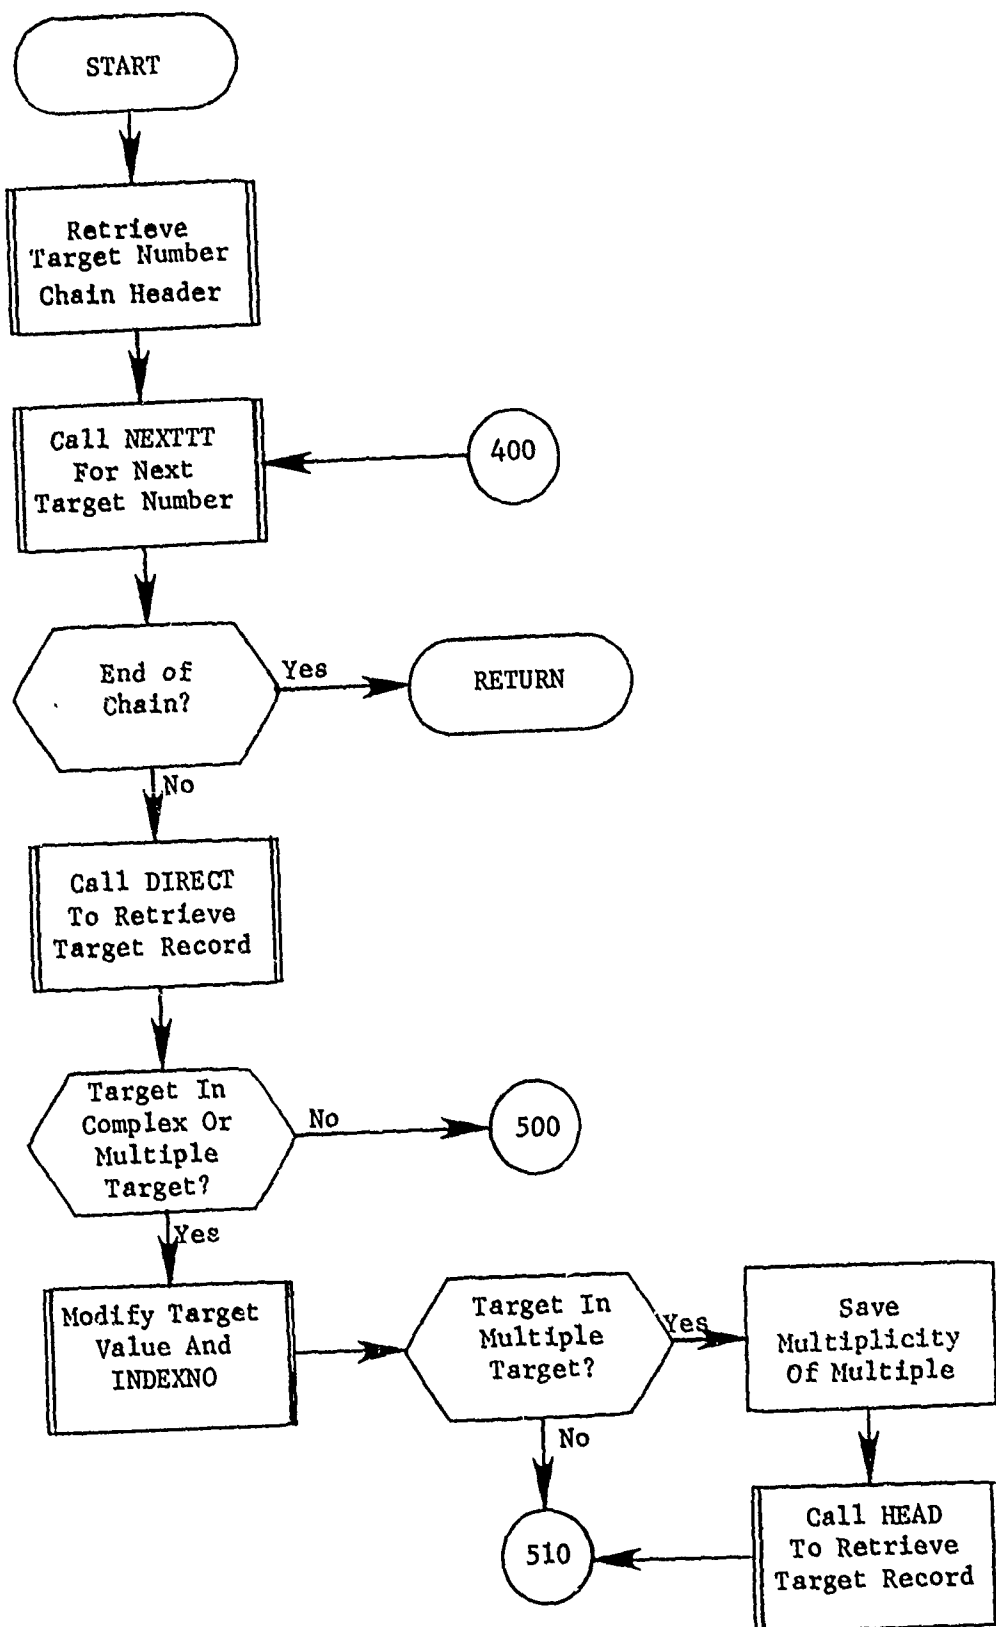 START
Retrieve
Target Number
Chain Header
Call NEXTTT
For Next
Target Number
400
End of
Chain?
Yes
RETURN
No
Call DIRECT
To Retrieve
Target Record
Target In
Complex Or
Multiple
Target?
No
500
Yes
Modify Target
Value And
INDEXNO
Target In
Multiple
Target?
Yes
Save
Multiplicity
Of Multiple
No
Call HEAD
To Retrieve
Target Record
510